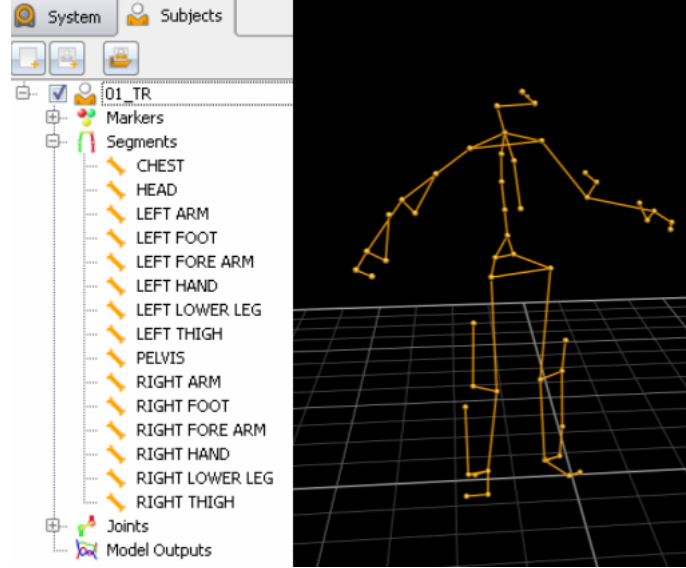 System
Subjects
01_TR
Markers
Segments
CHEST
HEAD
LEFT ARM
LEFT FOOT
LEFT FORE ARM
LEFT HAND
LEFT LOWER LEG
LEFT THIGH
PELVIS
RIGHT ARM
RIGHT FOOT
RIGHT FORE ARM
RIGHT HAND
RIGHT LOWER LEG
RIGHT THIGH
Joints
Model Outputs